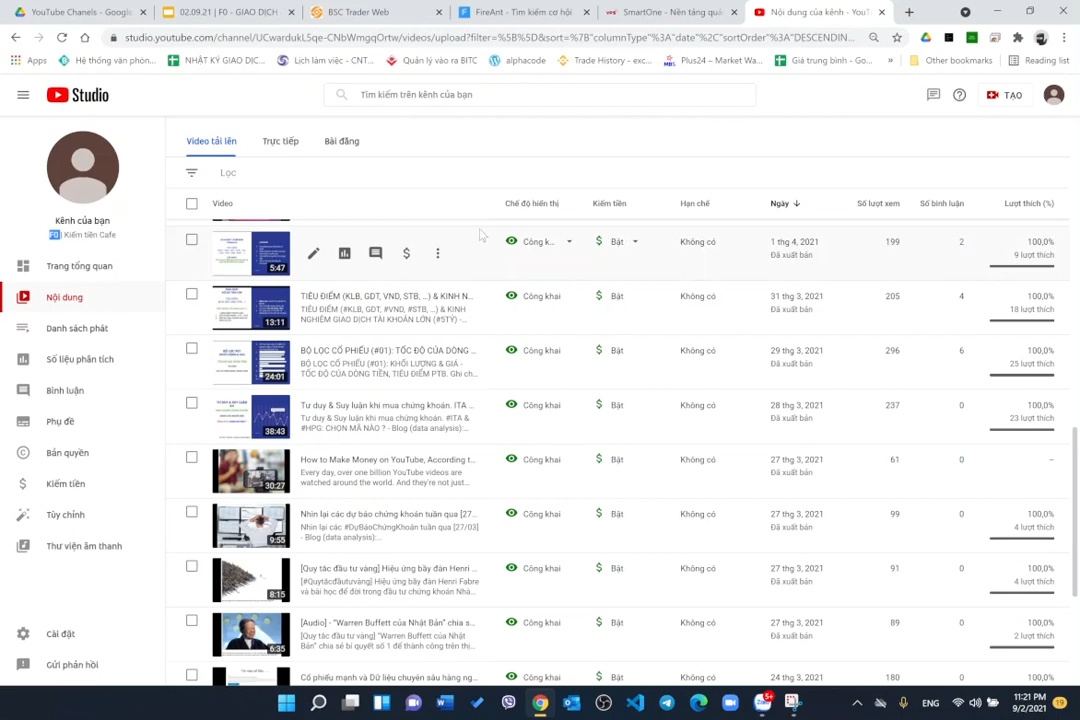 YouTube Chanels - Google
02.09.21 | F0 - GIAO DỊCH
BSC Trader Web
FireAnt - Tìm kiếm cơ hội
SmartOne - Nền tảng quả
Nội dung của kênh - YouT
studio.youtube.com/channel/UCwardukL5qe-CNbWmgqOrtw/videos/upload?filter=%5B%5D&sort=%7B"columnType"%3A"date"%2C"sortOrder"%3A"DESCENDIN...
Apps
Hệ thống văn phòn...
NHẬT KÝ GIAO DỊC...
Lịch làm việc - CNT...
Quản lý vào ra BITC
alphacode
Trade History - exc...
Plus24 – Market Wa...
Giá trung bình - Go...
»
Other bookmarks
Reading list
Studio
Tìm kiếm trên kênh của bạn
TẠO
Kênh của bạn
F0 | Kiếm tiền Cafe
Trang tổng quan
Nội dung
Danh sách phát
Số liệu phân tích
Bình luận
Phụ đề
Bản quyền
Kiếm tiền
Tùy chỉnh
Thư viện âm thanh
Cài đặt
Gửi phản hồi
Video tải lên
Trực tiếp
Bài đăng
Lọc
Video
Chế độ hiển thị
Kiếm tiền
Hạn chế
Ngày
Số lượt xem
Số bình luận
Lượt thích (%)
5:47
Công k...
Bật
Không có
1 thg 4, 2021
Đã xuất bản
199
2
100,0%
9 lượt thích
13:11
TIÊU ĐIỂM (KLB, GDT, VND, STB, ...) & KINH N...
TIÊU ĐIỂM (#KLB, GDT, #VND, #STB, ...) & KINH
NGHIỆM GIAO DỊCH TÀI KHOẢN LỚN (#5TỶ) -...
Công khai
Bật
Không có
31 thg 3, 2021
Đã xuất bản
205
4
100,0%
18 lượt thích
24:01
BỘ LỌC CỔ PHIẾU (#01): TỐC ĐỘ CỦA DÒNG ...
BỘ LỌC CỔ PHIẾU (#01): KHỐI LƯỢNG & GIÁ -
TỐC ĐỘ CỦA DÒNG TIỀN, TIÊU ĐIỂM PTB. Ghi ch...
Công khai
Bật
Không có
29 thg 3, 2021
Đã xuất bản
296
6
100,0%
25 lượt thích
38:43
Tư duy & Suy luận khi mua chứng khoán. ITA ...
Tư duy & Suy luận khi mua chứng khoán. #ITA &
#HPG: CHỌN MÃ NÀO ? - Blog (data analysis):...
Công khai
Bật
Không có
28 thg 3, 2021
Đã xuất bản
237
0
100,0%
23 lượt thích
30:27
How to Make Money on YouTube, According t...
Every day, over one billion YouTube videos are
watched around the world. And they're not just...
Công khai
Bật
Không có
27 thg 3, 2021
Đã xuất bản
61
0
–
9:55
Nhìn lại các dự báo chứng khoán tuần qua [27...
Nhìn lại các #DựBáoChứngKhoán tuần qua [27/03]
- Blog (data analysis):...
Công khai
Bật
Không có
27 thg 3, 2021
Đã xuất bản
99
0
100,0%
4 lượt thích
8:15
[Quy tắc đầu tư vàng] Hiệu ứng bầy đàn Henri ...
[#Quytắcđầutưvàng] Hiệu ứng bầy đàn Henri Fabre
và bài học để đời trong đầu tư chứng khoán Nhà...
Công khai
Bật
Không có
27 thg 3, 2021
Đã xuất bản
91
0
100,0%
4 lượt thích
6:35
[Audio] - "Warren Buffett của Nhật Bản" chia s...
[Quy tắc đầu tư vàng] "Warren Buffett của Nhật
Bản" chia sẻ bí quyết số 1 để thành công trên thị...
Công khai
Bật
Không có
27 thg 3, 2021
Đã xuất bản
89
0
100,0%
2 lượt thích
Cổ phiếu mạnh và Dữ liệu chuyên sâu hàng ng...
Công khai
Bật
Không có
24 thg 3, 2021
180
0
100,0%
5+
ENG
11:21 PM
9/2/2021
19